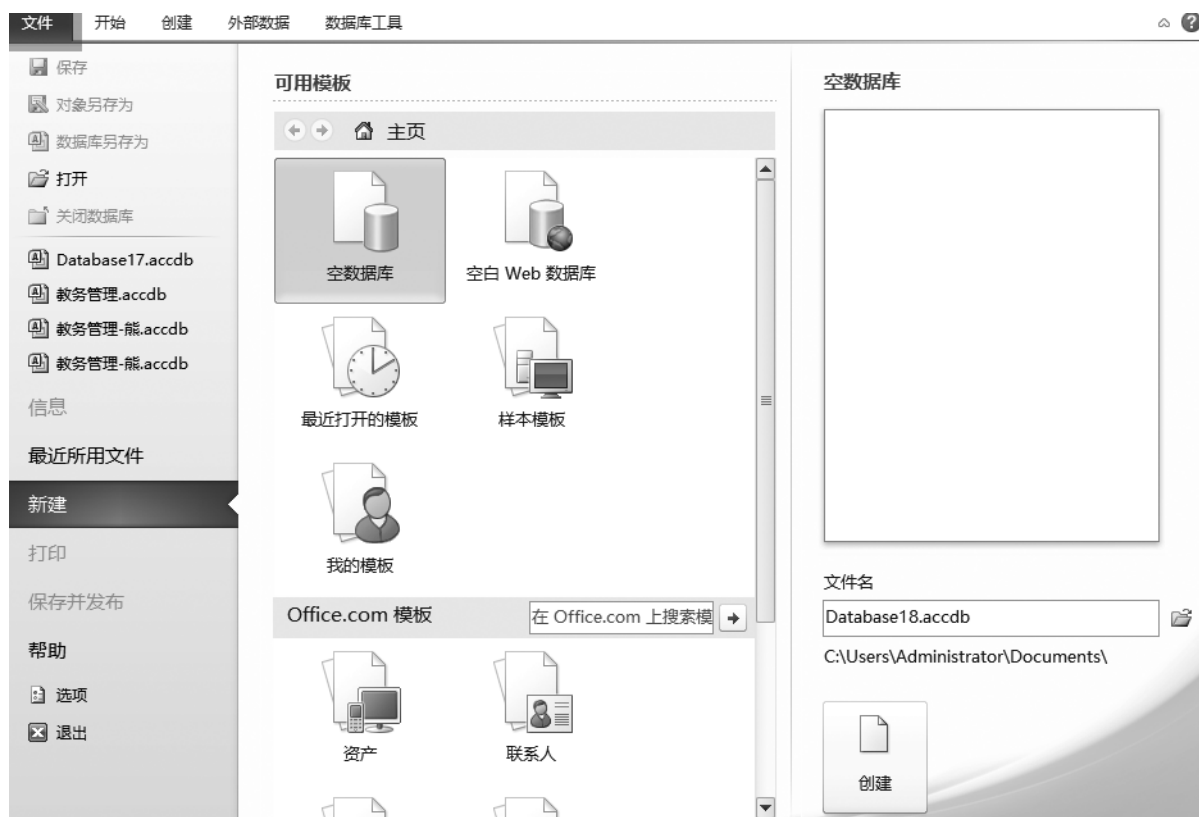 文件 开始 创建 外部数据 数据库工具
保存
对象另存为
数据库另存为
打开
关闭数据库
Database17.accdb
教务管理.accdb
教务管理-熊.accdb
教务管理-熊.accdb
信息
最近所用文件
新建
打印
保存并发布
帮助
选项
退出
可用模板
主页
空数据库 空白 Web 数据库
最近打开的模板 样本模板
我的模板
Office.com 模板 在 Office.com 上搜索模
资产 联系人
空数据库
文件名
Database18.accdb
C:\Users\Administrator\Documents\
创建